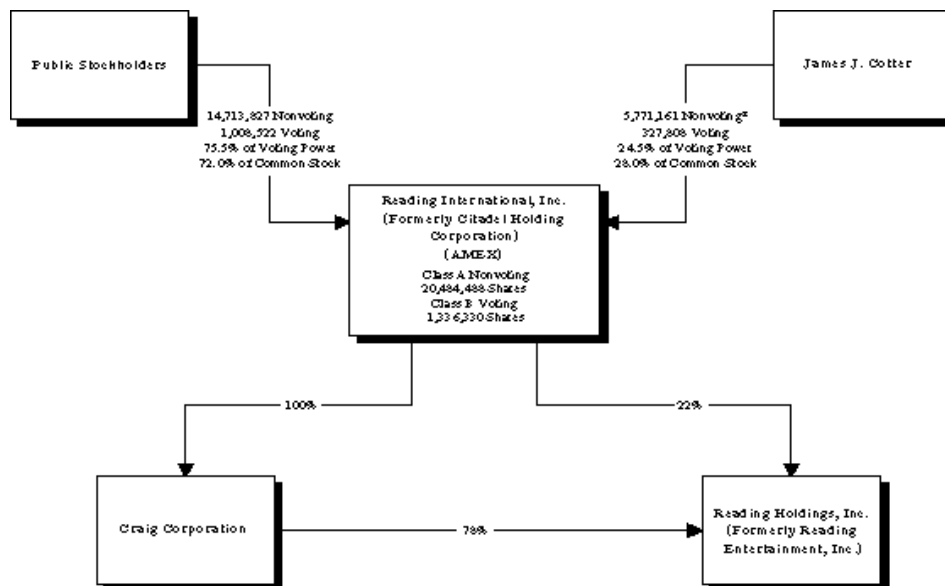 Public Stockholders
James J. Cotter
14,713,827 Nonvoting
1,008,522 Voting
75.5% of Voting Power
72.0% of Common Stock
5,771,161 Nonvoting²
327,808 Voting
24.5% of Voting Power
28.0% of Common Stock
Reading International, Inc.
(Formerly Citadel Holding
Corporation)
(AMEX)
Class A Nonvoting
20,484,488 Shares
Class B Voting
1,336,330 Shares
100%
22%
Craig Corporation
78%
Reading Holdings, Inc.
(Formerly Reading
Entertainment, Inc.)